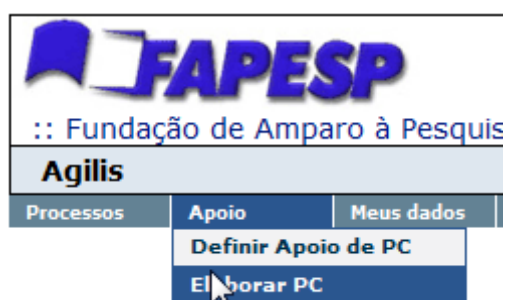 FAPESP
:: Fundação de Amparo à Pesquis
Agilis
Processos Apoio Meus dados
Definir Apoio de PC
Elaborar PC